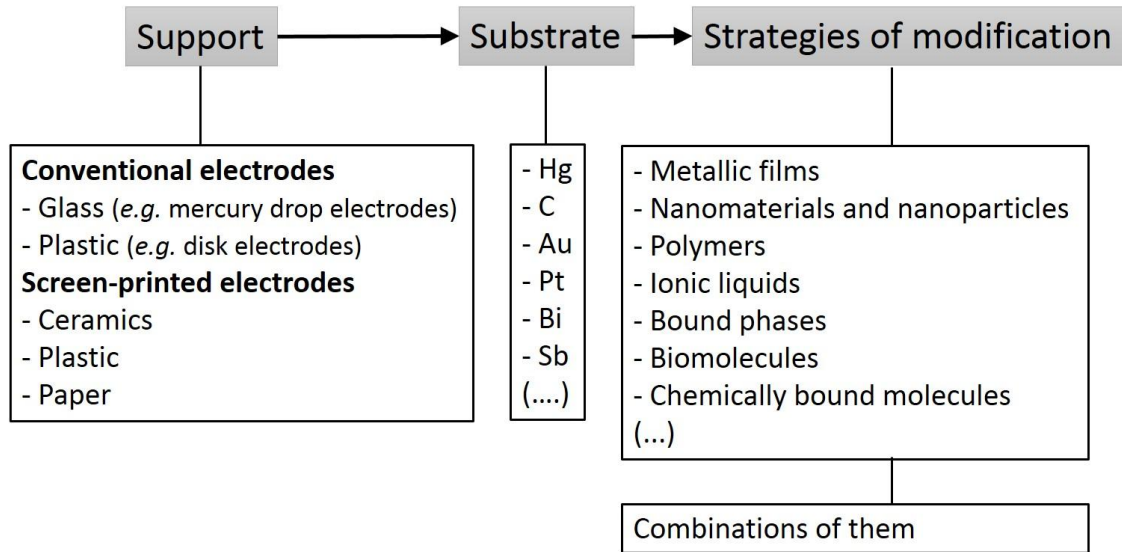 Support
Substrate
Strategies of modification
Conventional electrodes
- Glass (e.g. mercury drop electrodes)
- Plastic (e.g. disk electrodes)
Screen-printed electrodes
- Ceramics
- Plastic
- Paper
- Hg
- C
- Au
- Pt
- Bi
- Sb
(....)
- Metallic films
- Nanomaterials and nanoparticles
- Polymers
- Ionic liquids
- Bound phases
- Biomolecules
- Chemically bound molecules
(...)
Combinations of them